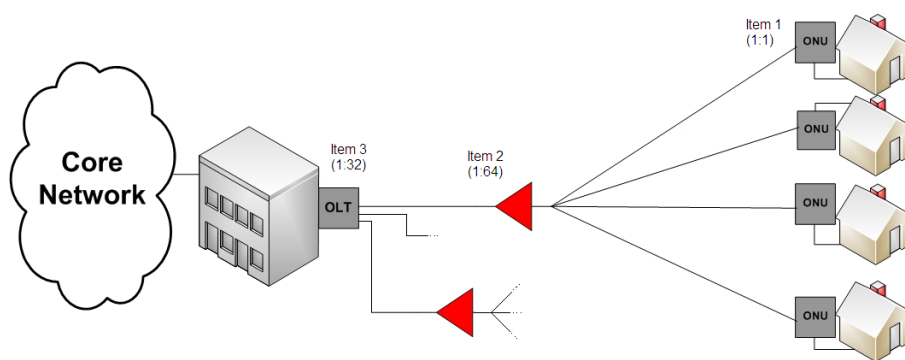 Item 1
(1:1)
ONU
ONU
Item 3
(1:32)
Item 2
(1:64)
Core
Network
OLT
ONU
ONU